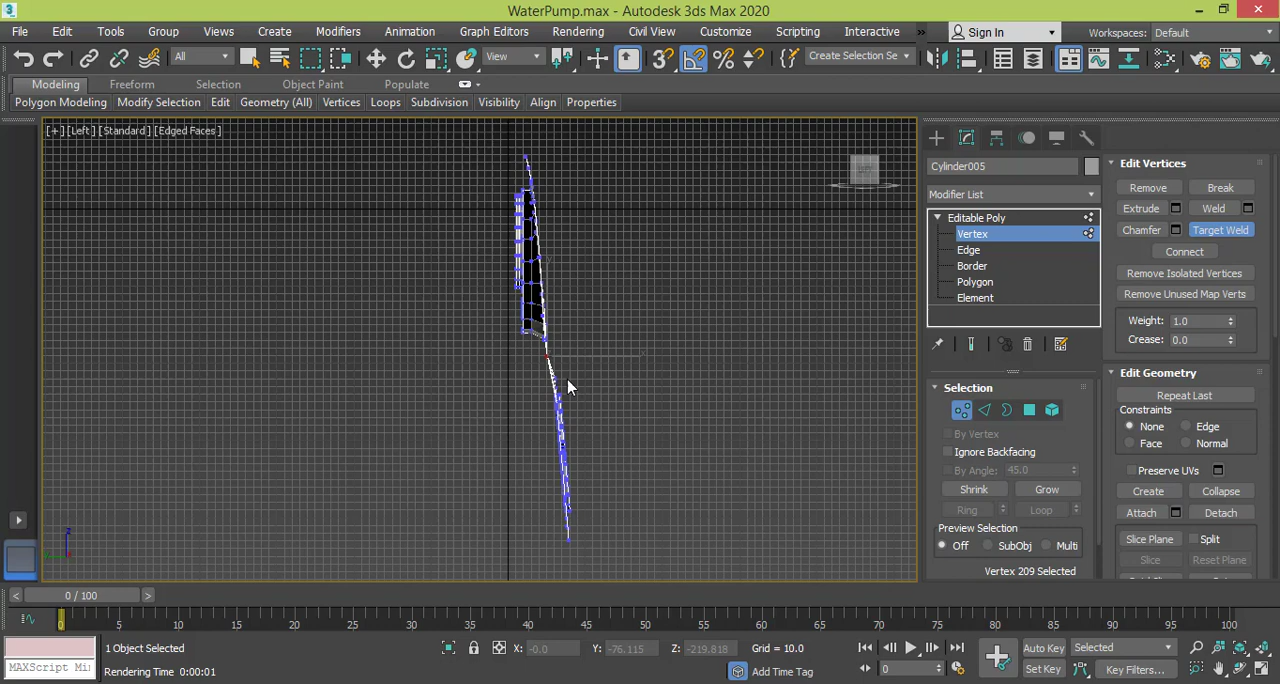 WaterPump.max - Autodesk 3ds Max 2020
File Edit Tools Group Views Create Modifiers Animation Graph Editors Rendering Civil View Customize Scripting Interactive » Sign In Workspaces: Default
All View Create Selection Se
Modeling Freeform Selection Object Paint Populate
Polygon Modeling Modify Selection Edit Geometry (All) Vertices Loops Subdivision Visibility Align Properties
[+] [Left] [Standard] [Edged Faces]
Cylinder005
Modifier List
Editable Poly
Vertex
Edge
Border
Polygon
Element
Selection
By Vertex
Ignore Backfacing
By Angle: 45.0
Shrink Grow
Ring Loop
Preview Selection
Off SubObj Multi
Vertex 209 Selected
Edit Vertices
Remove Break
Extrude Weld
Chamfer Target Weld
Connect
Remove Isolated Vertices
Remove Unused Map Verts
Weight: 1.0
Crease: 0.0
Edit Geometry
Repeat Last
Constraints
None Edge
Face Normal
Preserve UVs
Create Collapse
Attach Detach
Slice Plane Split
Slice Reset Plane
< 0 / 100 >
0 5 10 15 20 25 30 35 40 45 50 55 60 65 70 75 80 85 90 95 100
1 Object Selected X: -0.0 Y: -76.115 Z: -219.818 Grid = 10.0 Auto Key Selected
MAXScript Mi Rendering Time 0:00:01 Add Time Tag 0 Set Key Key Filters...